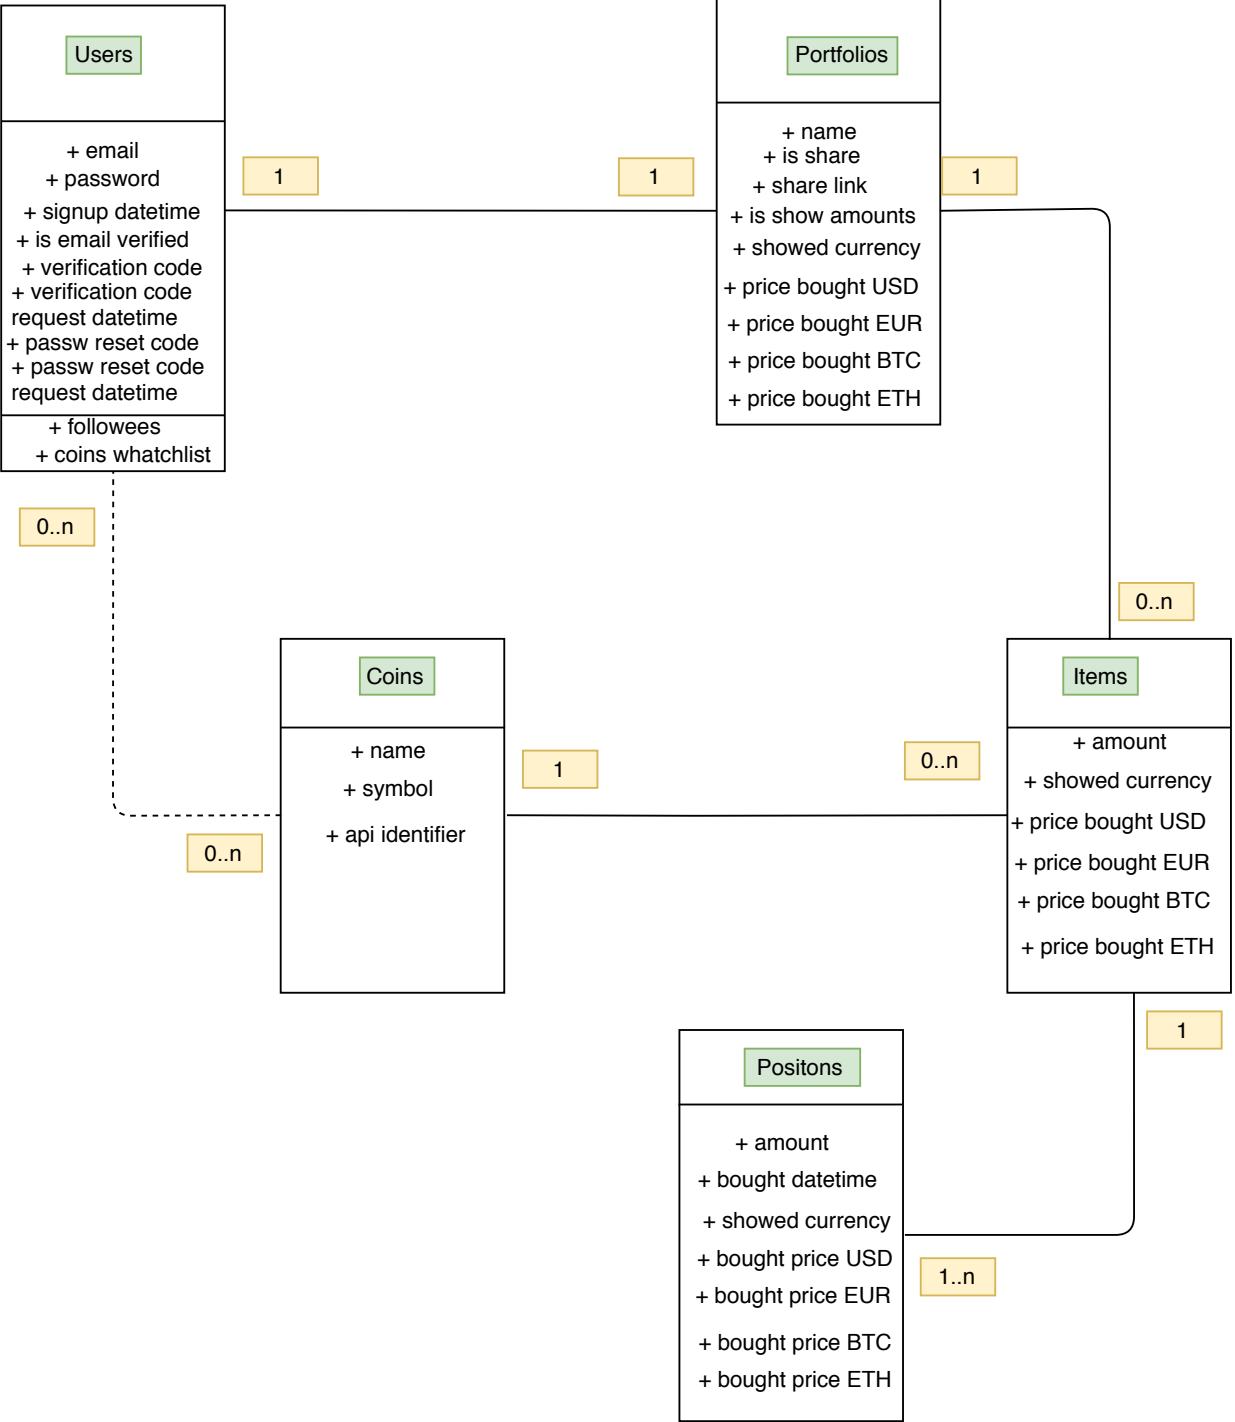 Users
+ email
+ password
+ signup datetime
+ is email verified
+ verification code
+ verification code
request datetime
+ passw reset code
+ passw reset code
request datetime
+ followees
+ coins whatchlist
1
1
Portfolios
+ name
+ is share
+ share link
+ is show amounts
+ showed currency
+ price bought USD
+ price bought EUR
+ price bought BTC
+ price bought ETH
1
0..n
0..n
0..n
Coins
+ name
+ symbol
+ api identifier
1
0..n
Items
+ amount
+ showed currency
+ price bought USD
+ price bought EUR
+ price bought BTC
+ price bought ETH
1
1..n
Positons
+ amount
+ bought datetime
+ showed currency
+ bought price USD
+ bought price EUR
+ bought price BTC
+ bought price ETH